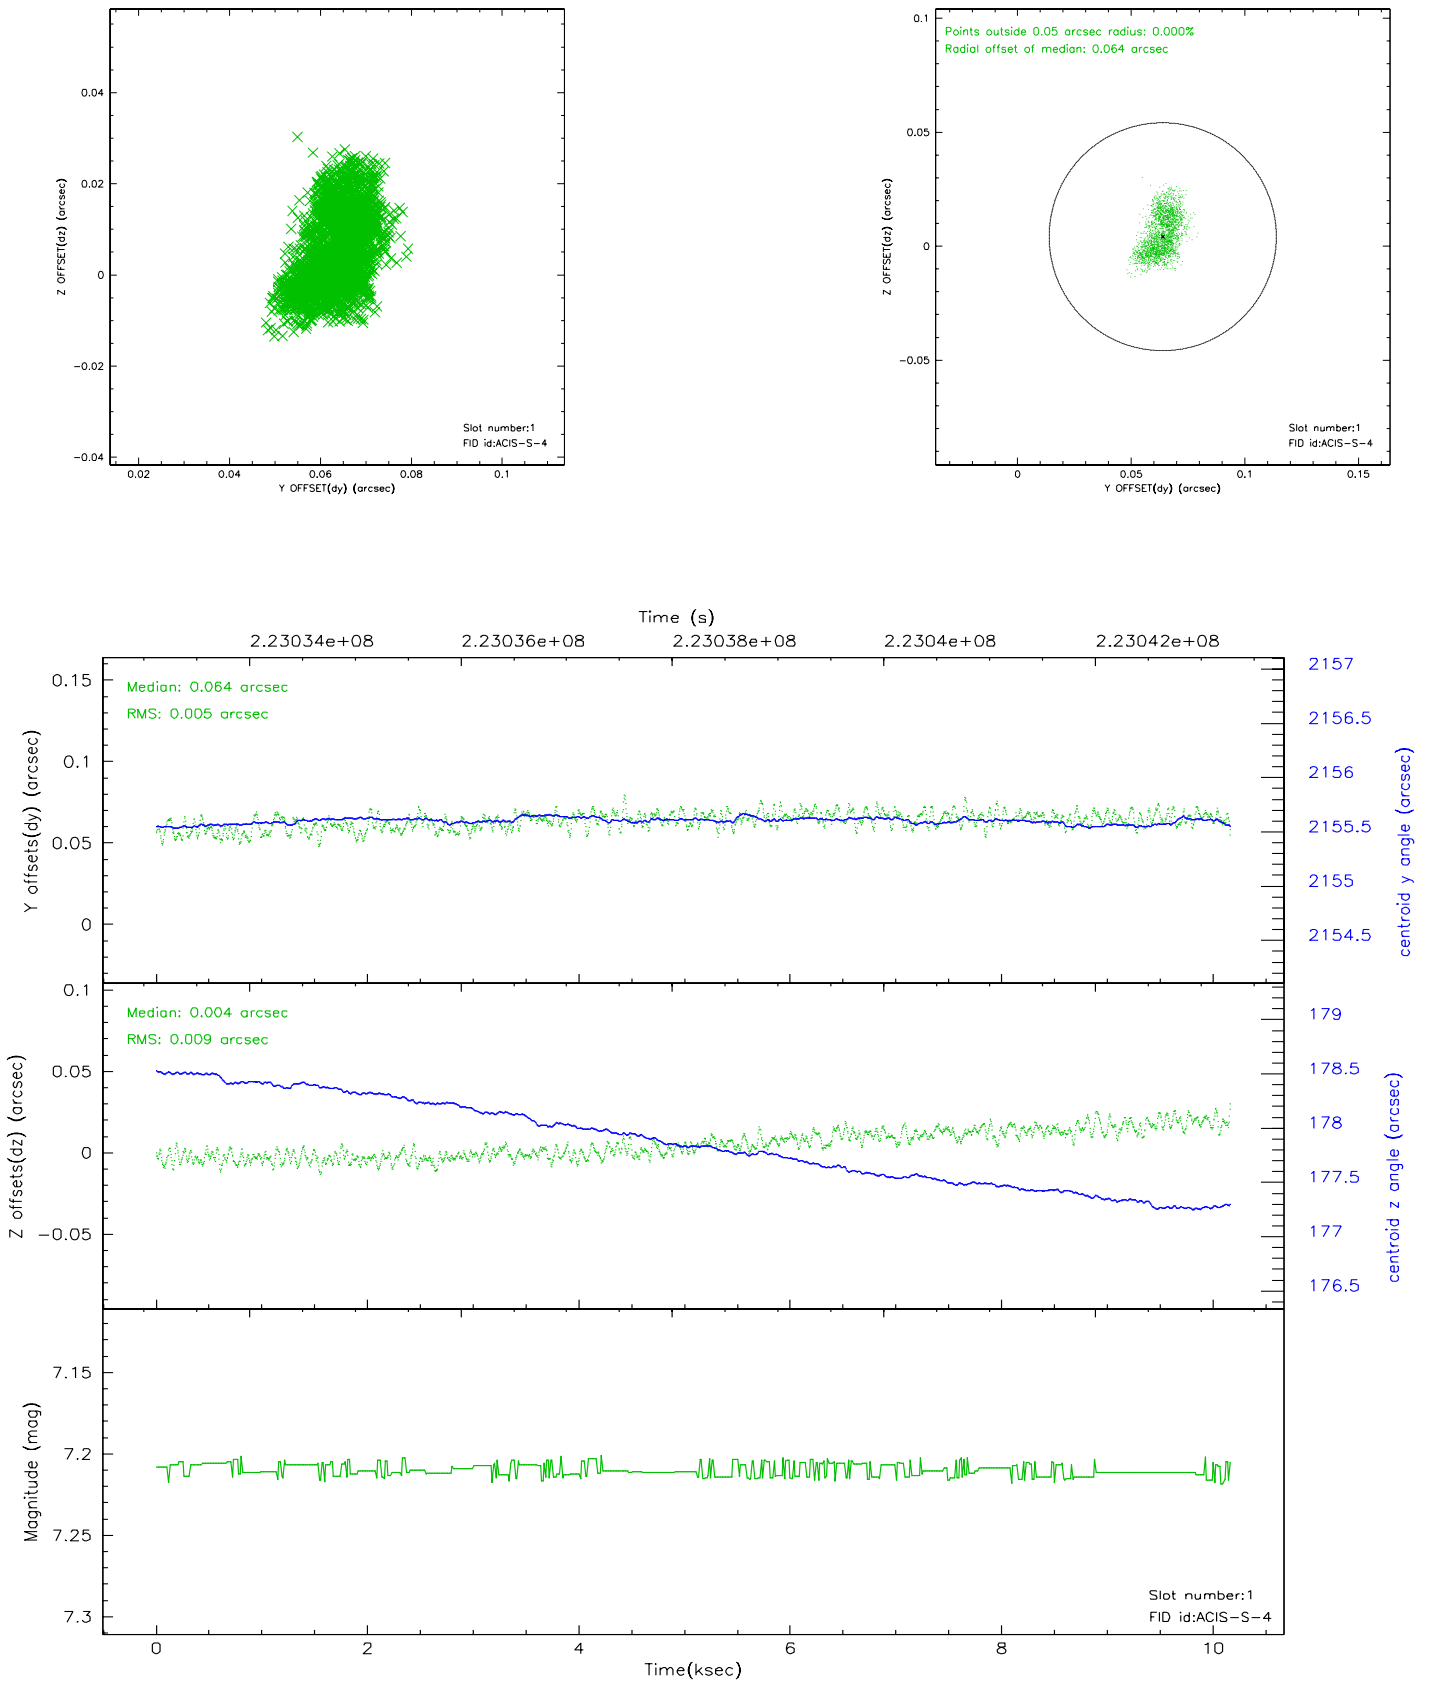 0.04
0.02
0
−0.02
−0.04
0.02
0.04
0.06
0.08
0.1
Z OFFSET(dz) (arcsec)
Y OFFSET(dy) (arcsec)
Slot number:1
FID id:ACIS−S−4
Points outside 0.05 arcsec radius: 0.000%
Radial offset of median: 0.064 arcsec
0.1
0.05
0
−0.05
0
0.05
0.1
0.15
Z OFFSET(dz) (arcsec)
Y OFFSET(dy) (arcsec)
Slot number:1
FID id:ACIS−S−4
Time (s)
2.23034e+08
2.23036e+08
2.23038e+08
2.2304e+08
2.23042e+08
Median: 0.064 arcsec
RMS: 0.005 arcsec
0.15
0.1
0.05
0
Y offsets(dy) (arcsec)
2157
2156.5
2156
2155.5
2155
2154.5
centroid y angle (arcsec)
Median: 0.004 arcsec
RMS: 0.009 arcsec
0.1
0.05
0
−0.05
Z offsets(dz) (arcsec)
179
178.5
178
177.5
177
176.5
centroid z angle (arcsec)
7.15
7.2
7.25
7.3
Magnitude (mag)
Slot number:1
FID id:ACIS−S−4
0
2
4
6
8
10
Time(ksec)